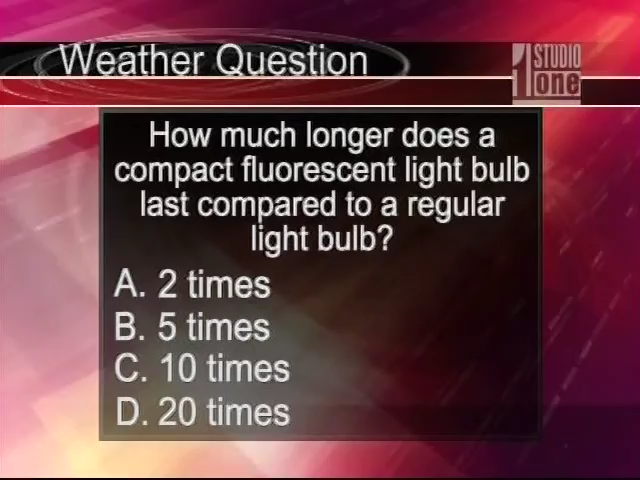 Weather Question
1 STUDIO
one
How much longer does a
compact fluorescent light bulb
last compared to a regular
light bulb?
A. 2 times
B. 5 times
C. 10 times
D. 20 times